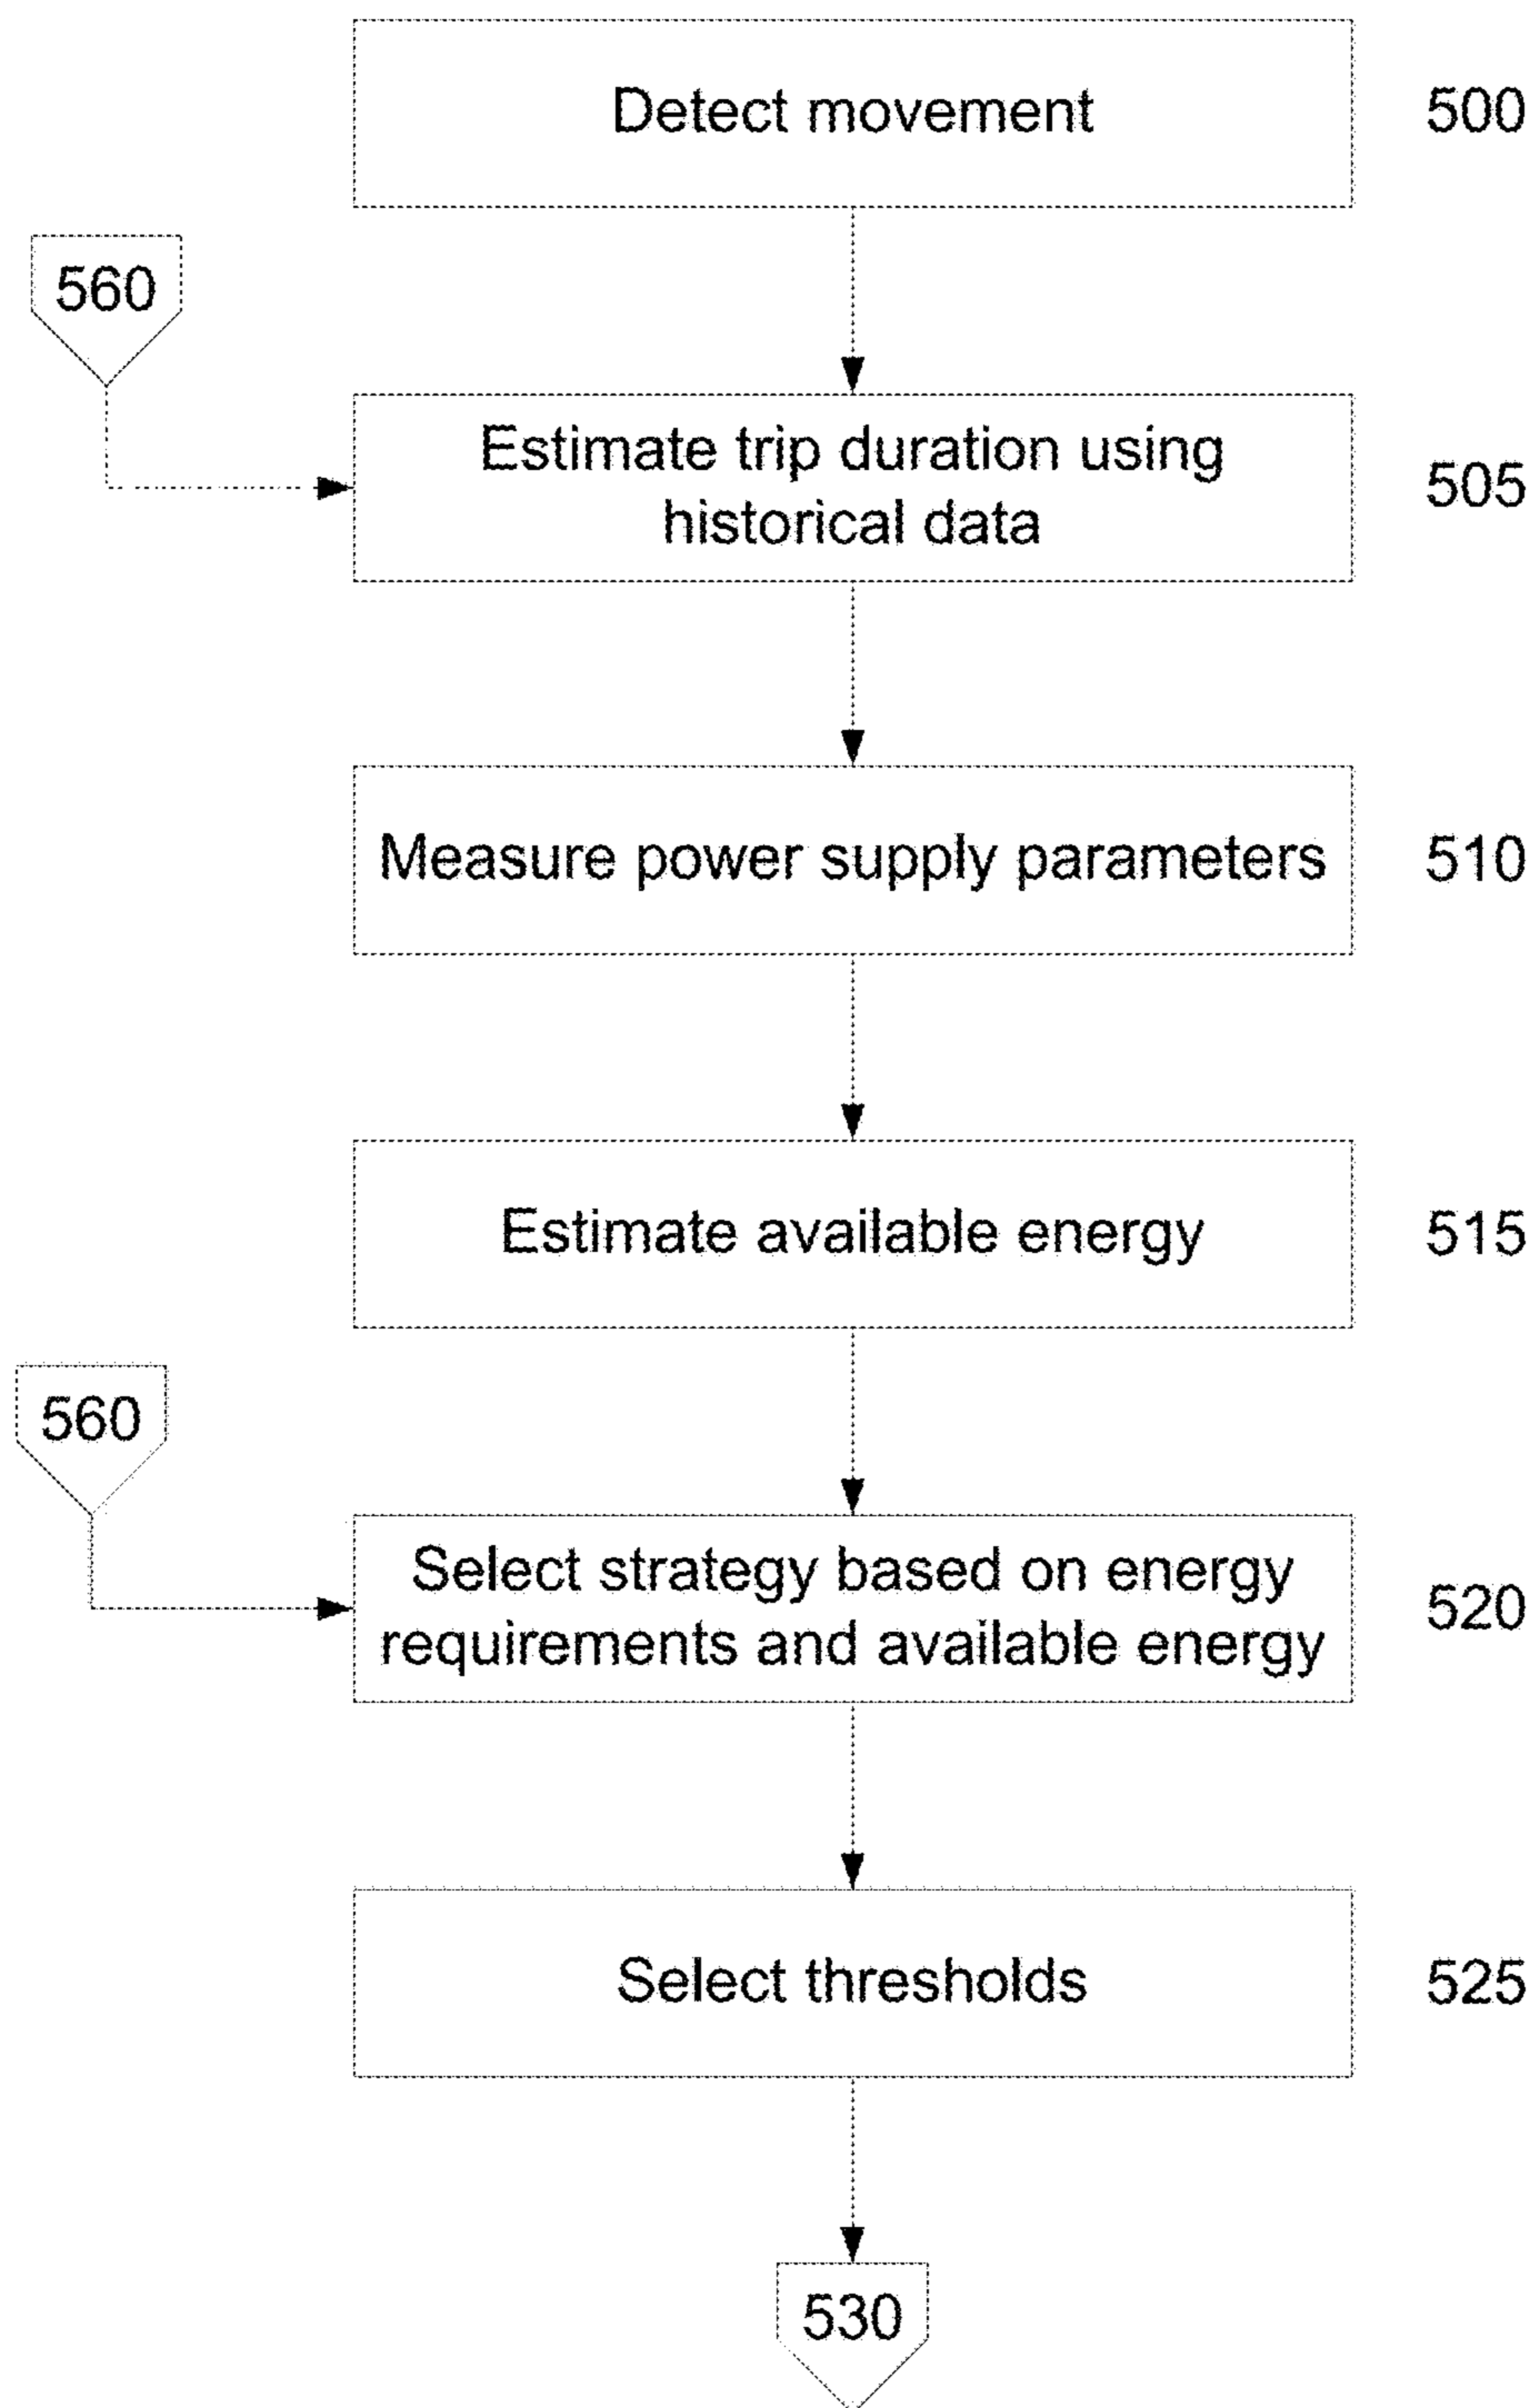 Detect movement
500
560
Estimate trip duration using
historical data
505
Measure power supply parameters
510
Estimate available energy
515
560
Select strategy based on energy
requirements and available energy
520
Select thresholds
525
530